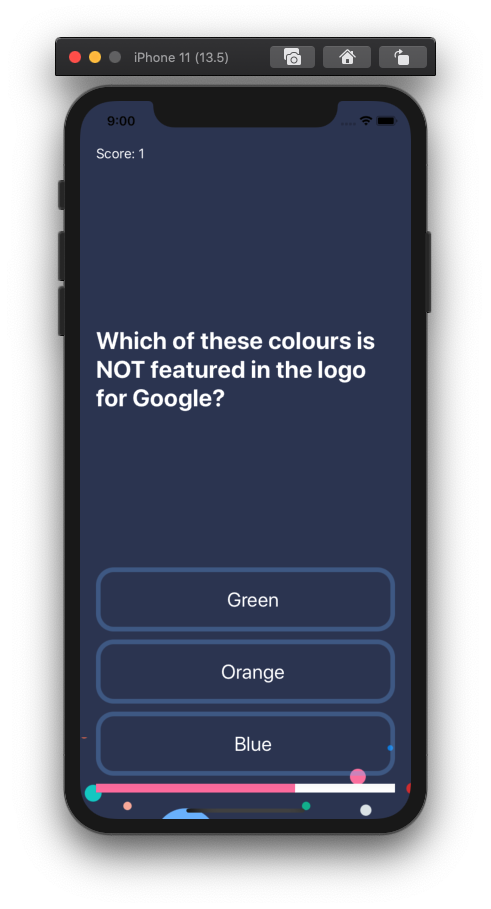 iPhone 11 (13.5)
9:00
Score: 1
Which of these colours is
NOT featured in the logo
for Google?
Green
Orange
Blue